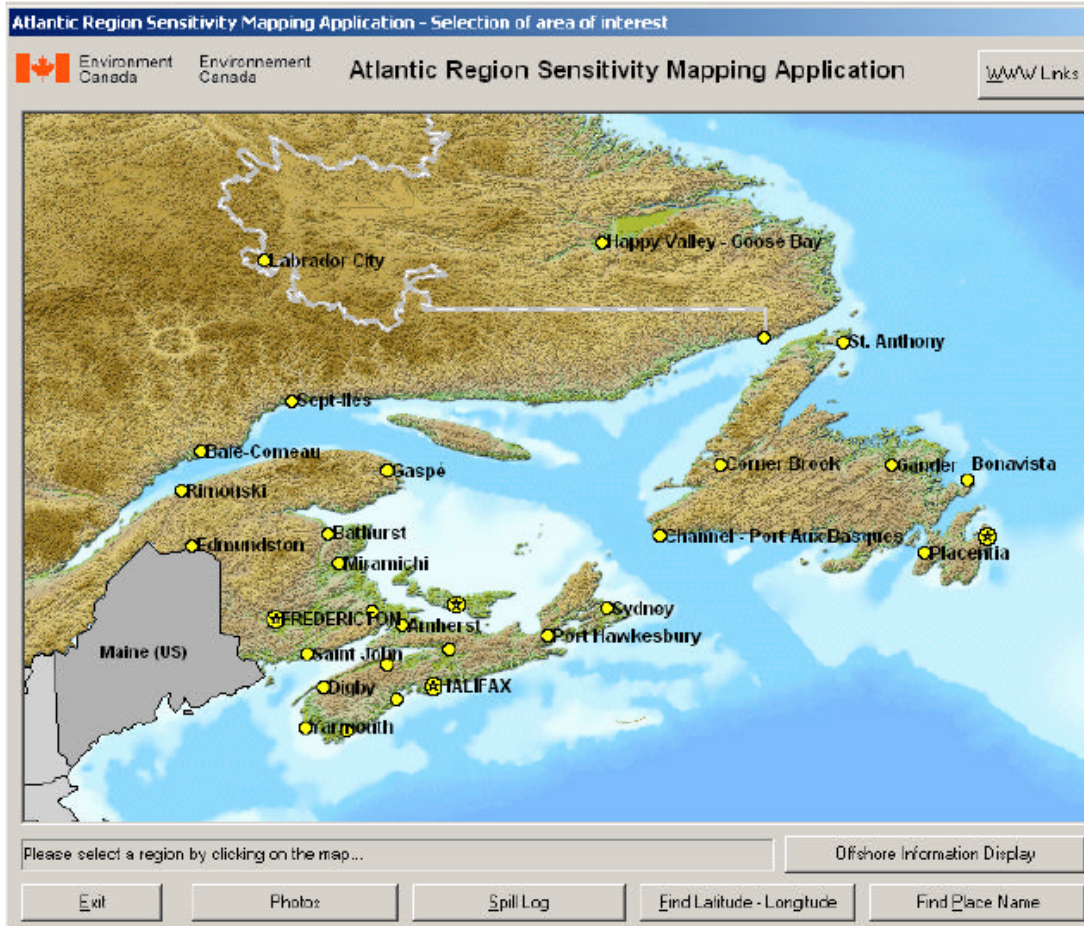 Atlantic Region Sensitivity Mapping Application - Selection of area of interest
Environment Canada
Environnement Canada
Atlantic Region Sensitivity Mapping Application
WWW Links
Happy Valley - Goose Bay
Labrador City
St. Anthony
Sept-Iles
Baie-Comeau
Gaspé
Corner Brook
Gander
Bonavista
Rimouski
Bathurst
Channel - Port Aux Basques
Edmundston
Placentia
Miramichi
Sydney
FREDERICTON
Amherst
Port Hawkesbury
Maine (US)
Saint John
Digby
HALIFAX
Yarmouth
Please select a region by clicking on the map...
Offshore Information Display
Exit
Photos
Spill Log
Find Latitude - Longitude
Find Place Name